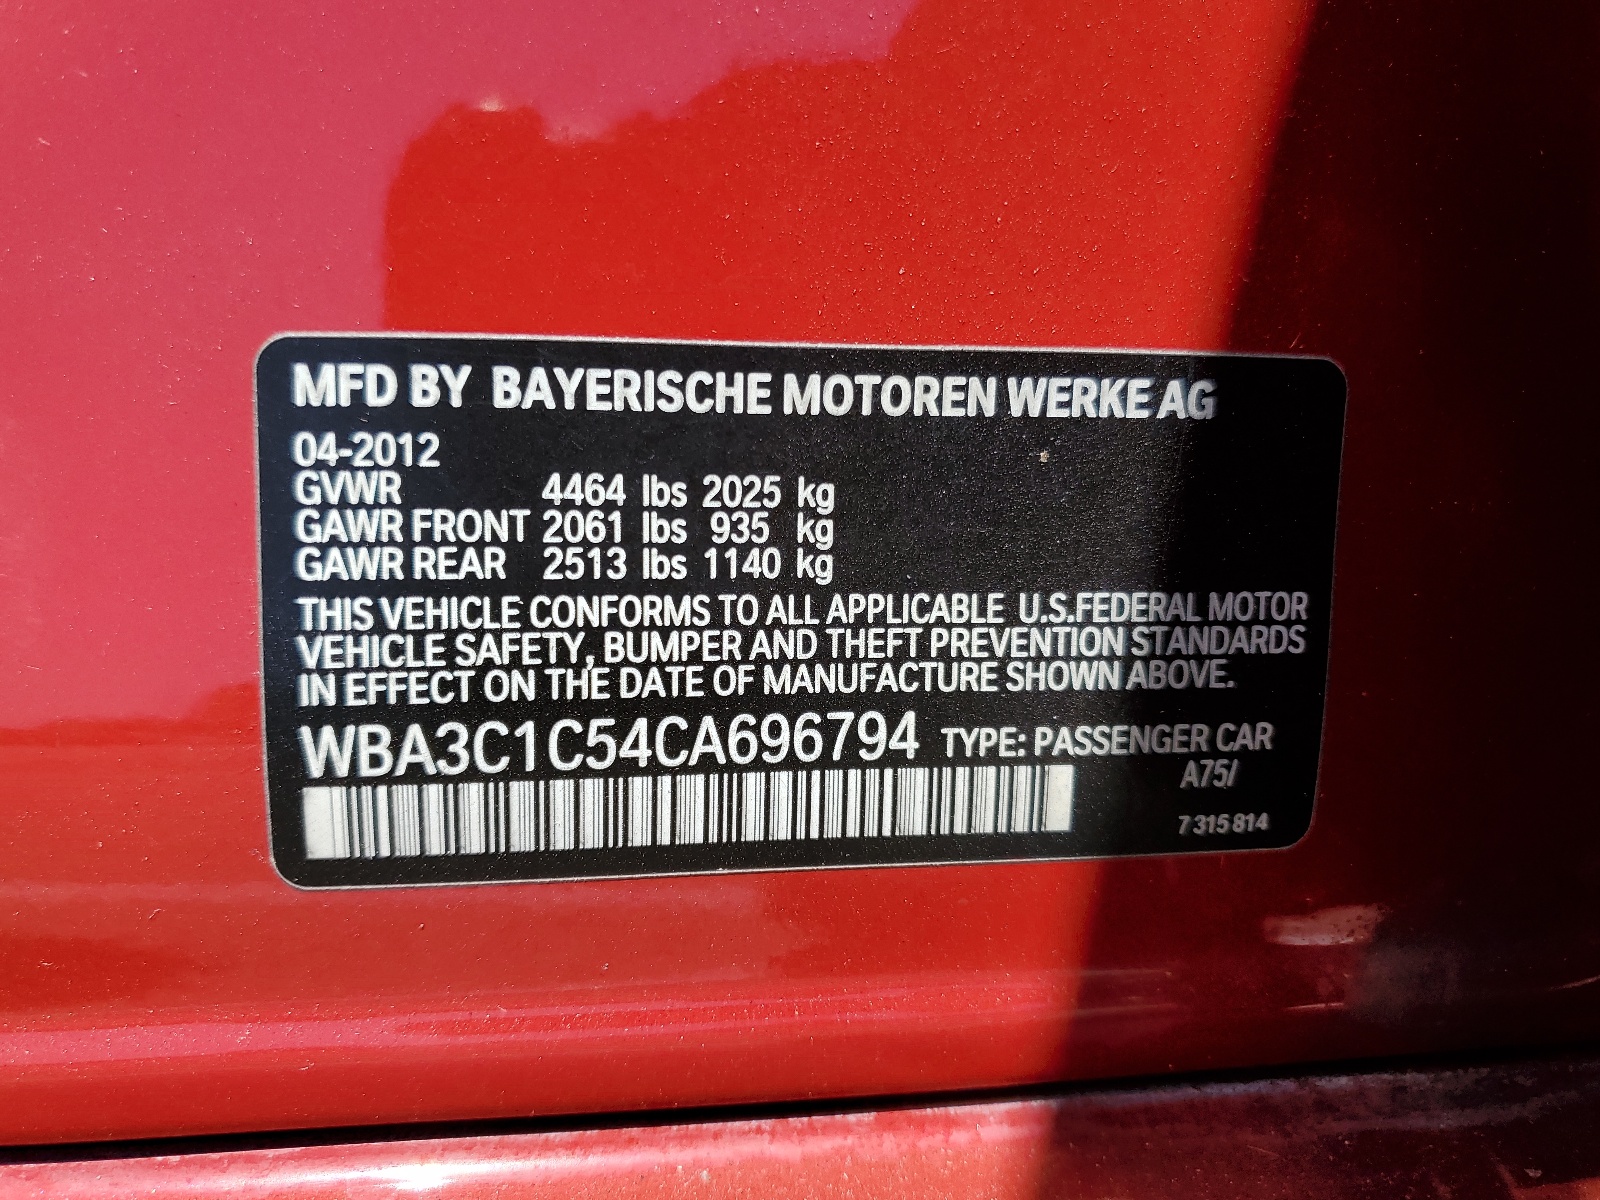 MFD BY BAYERISCHE MOTOREN WERKE AG
04-2012
GVWR 4464 lbs 2025 kg
GAWR FRONT 2061 lbs 935 kg
GAWR REAR 2513 lbs 1140 kg
THIS VEHICLE CONFORMS TO ALL APPLICABLE U.S.FEDERAL MOTOR
VEHICLE SAFETY, BUMPER AND THEFT PREVENTION STANDARDS
IN EFFECT ON THE DATE OF MANUFACTURE SHOWN ABOVE.
WBA3C1C54CA696794 TYPE: PASSENGER CAR
A75/
7 315 814